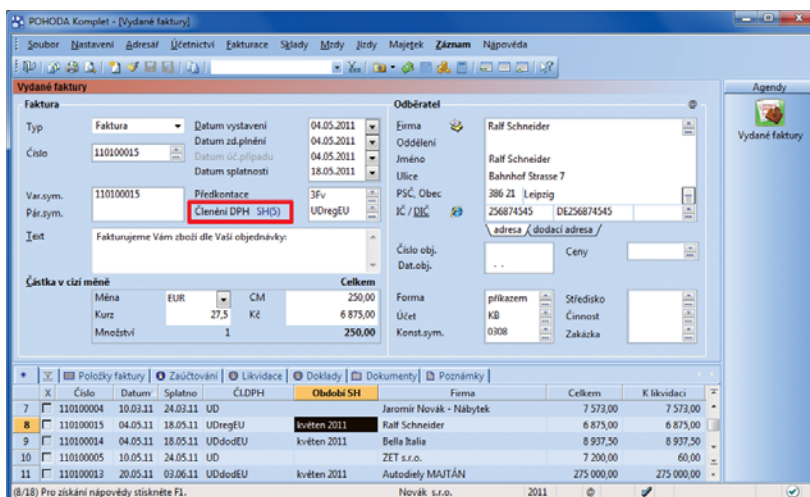 POHODA Komplet - [Vydané faktury]
Soubor Nastavení Adresář Účetnictví Fakturace Sklady Mzdy Jízdy Majetek Záznam Nápověda
Vydané faktury
Agendy
Vydané faktury
Faktura
Typ Faktura
Číslo 110100015
Datum vystavení 04.05.2011
Datum zd.plnění 04.05.2011
Datum úč.případu 04.05.2011
Datum splatnosti 18.05.2011
Var.sym. 110100015
Pár.sym.
Předkontace 3Fv
Členění DPH SH(5) UDregEU
Text Fakturujeme Vám zboží dle Vaší objednávky:
Částka v cizí měně Celkem
Měna EUR CM 250,00
Kurz 27,5 Kč 6 875,00
Množství 1 250,00
Odběratel
Firma Ralf Schneider
Oddělení
Jméno Ralf Schneider
Ulice Bahnhof Strasse 7
PSČ, Obec 386 21 Leipzig
IČ / DIČ 256874545 DE256874545
adresa / dodací adresa /
Číslo obj. Ceny
Dat.obj. . .
Forma příkazem Středisko
Účet KB Činnost
Konst.sym. 0308 Zakázka
* Položky faktury Zaúčtování Likvidace Doklady Dokumenty Poznámky
X Číslo Datum Splatno Čl.DPH Období SH Firma Celkem K likvidaci
7 110100004 10.03.11 24.03.11 UD Jaromír Novák - Nábytek 7 573,00 7 573,00
8 110100015 04.05.11 18.05.11 UDregEU květen 2011 Ralf Schneider 6 875,00 6 875,00
9 110100014 04.05.11 18.05.11 UDdodEU květen 2011 Bella Italia 8 937,50 8 937,50
10 110100005 10.05.11 24.05.11 UD ZET s.r.o. 7 200,00 60,00
11 110100013 20.05.11 03.06.11 UDdodEU květen 2011 Autodiely MAJTÁN 275 000,00 275 000,00
(8/18) Pro získání nápovědy stiskněte F1. Novák s.r.o. 2011 @